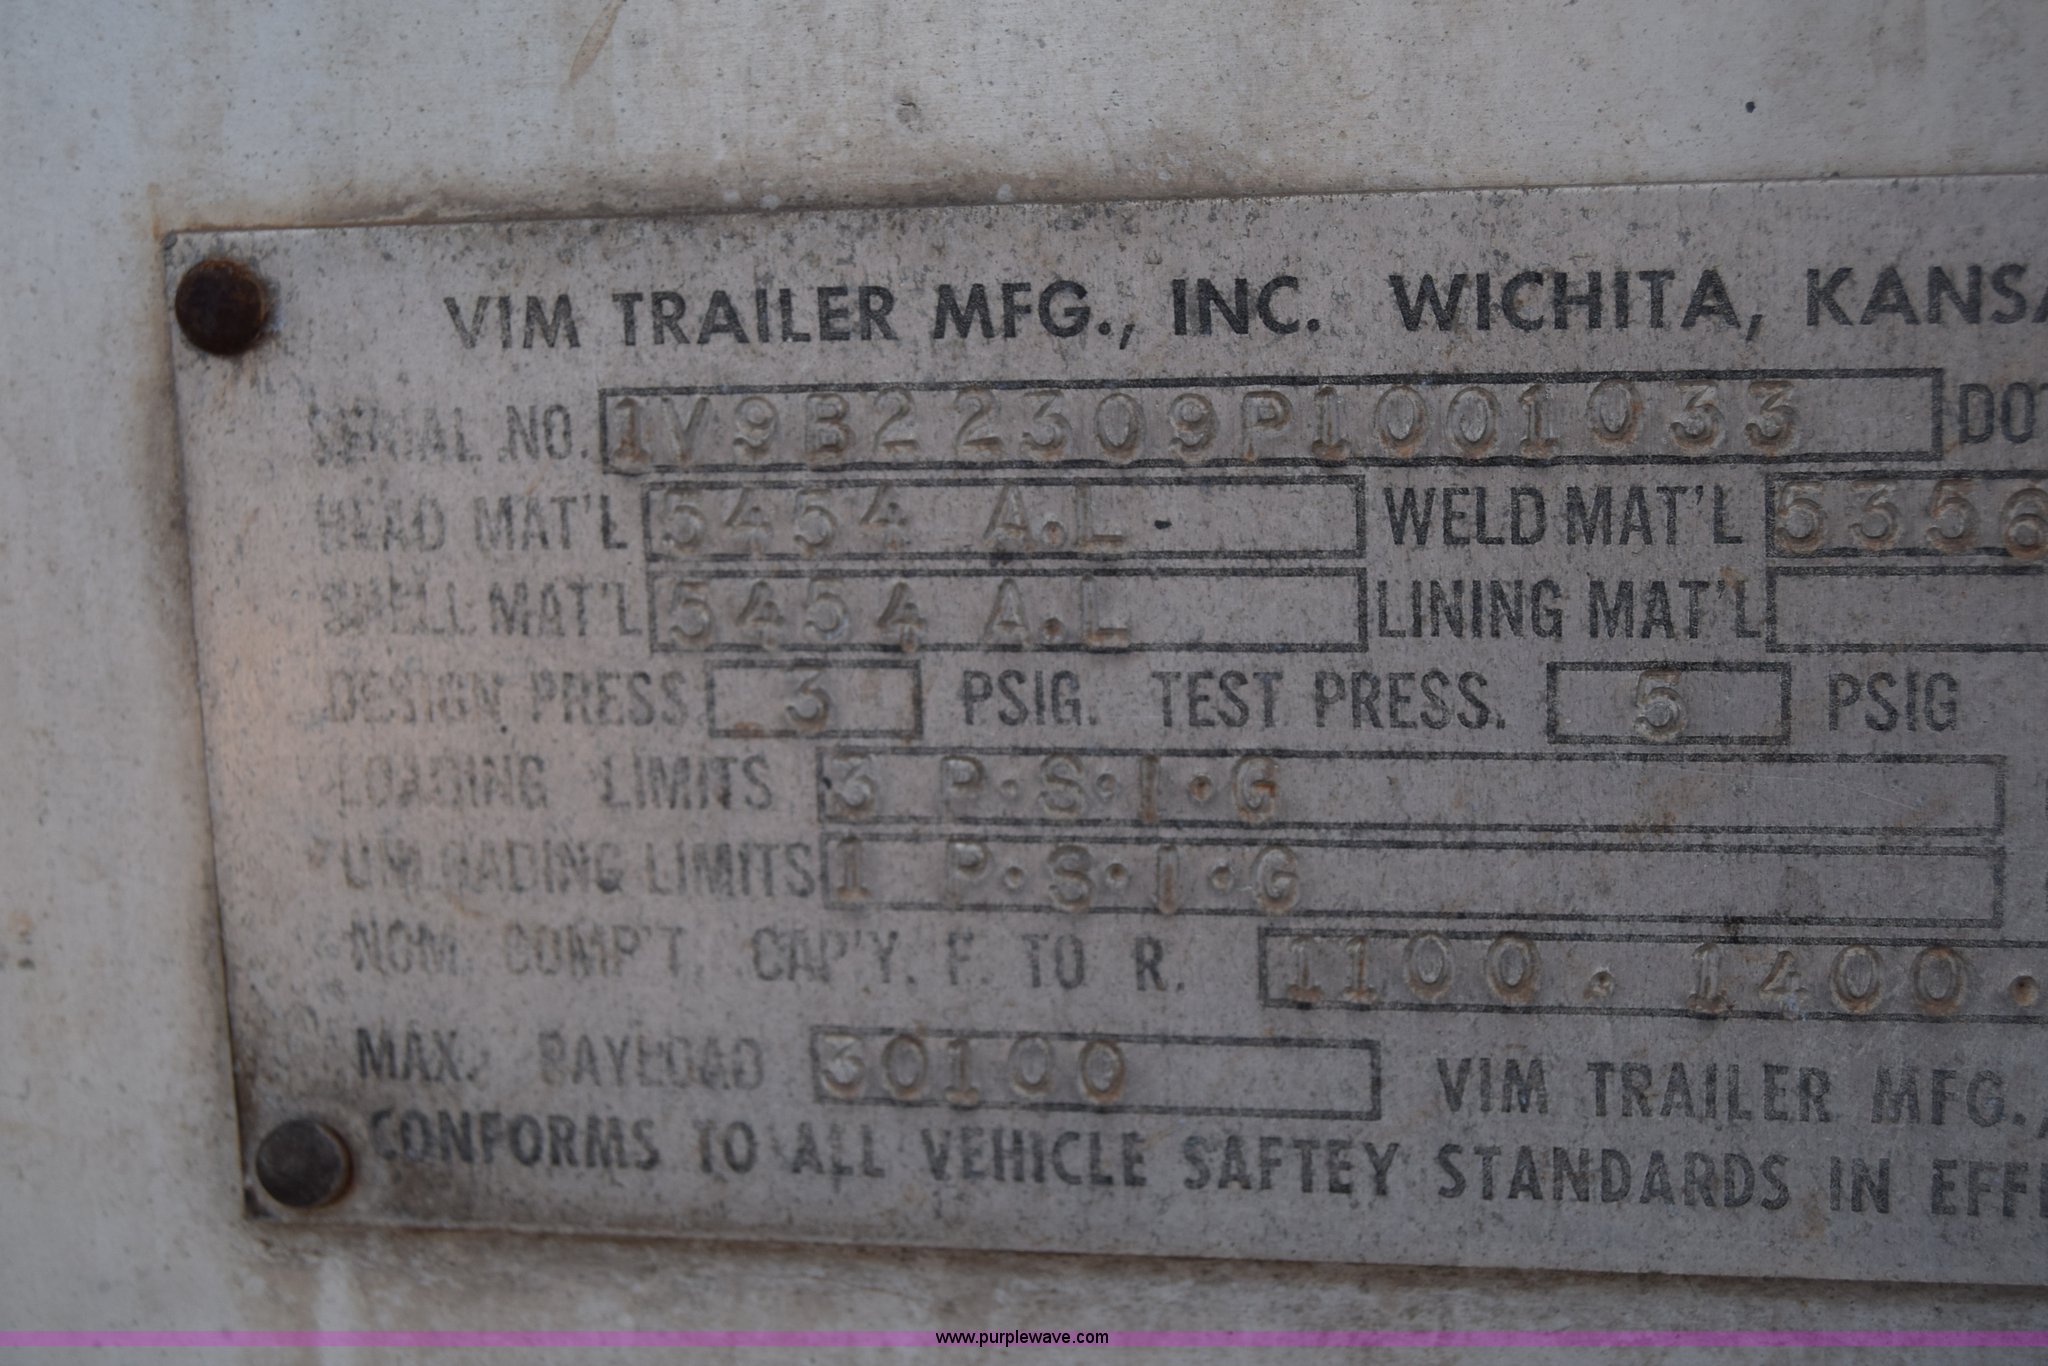 VIM TRAILER MFG., INC. WICHITA, KANSA
SERIAL NO. 1V9B22309P1001033 DOT
HEAD MAT'L 5454 A.L. WELD MAT'L 5356
SHELL MAT'L 5454 A.L LINING MAT'L
DESIGN PRESS. 3 PSIG. TEST PRESS. 5 PSIG
LOADING LIMITS 3 P.S.I.G
UNLOADING LIMITS 1 P.S.I.G
NOM. COMP'T. CAP'Y. F. TO R. 1100. 1400.
MAX. PAYLOAD 30100 VIM TRAILER MFG.,
CONFORMS TO ALL VEHICLE SAFTEY STANDARDS IN EFFE
www.purplewave.com